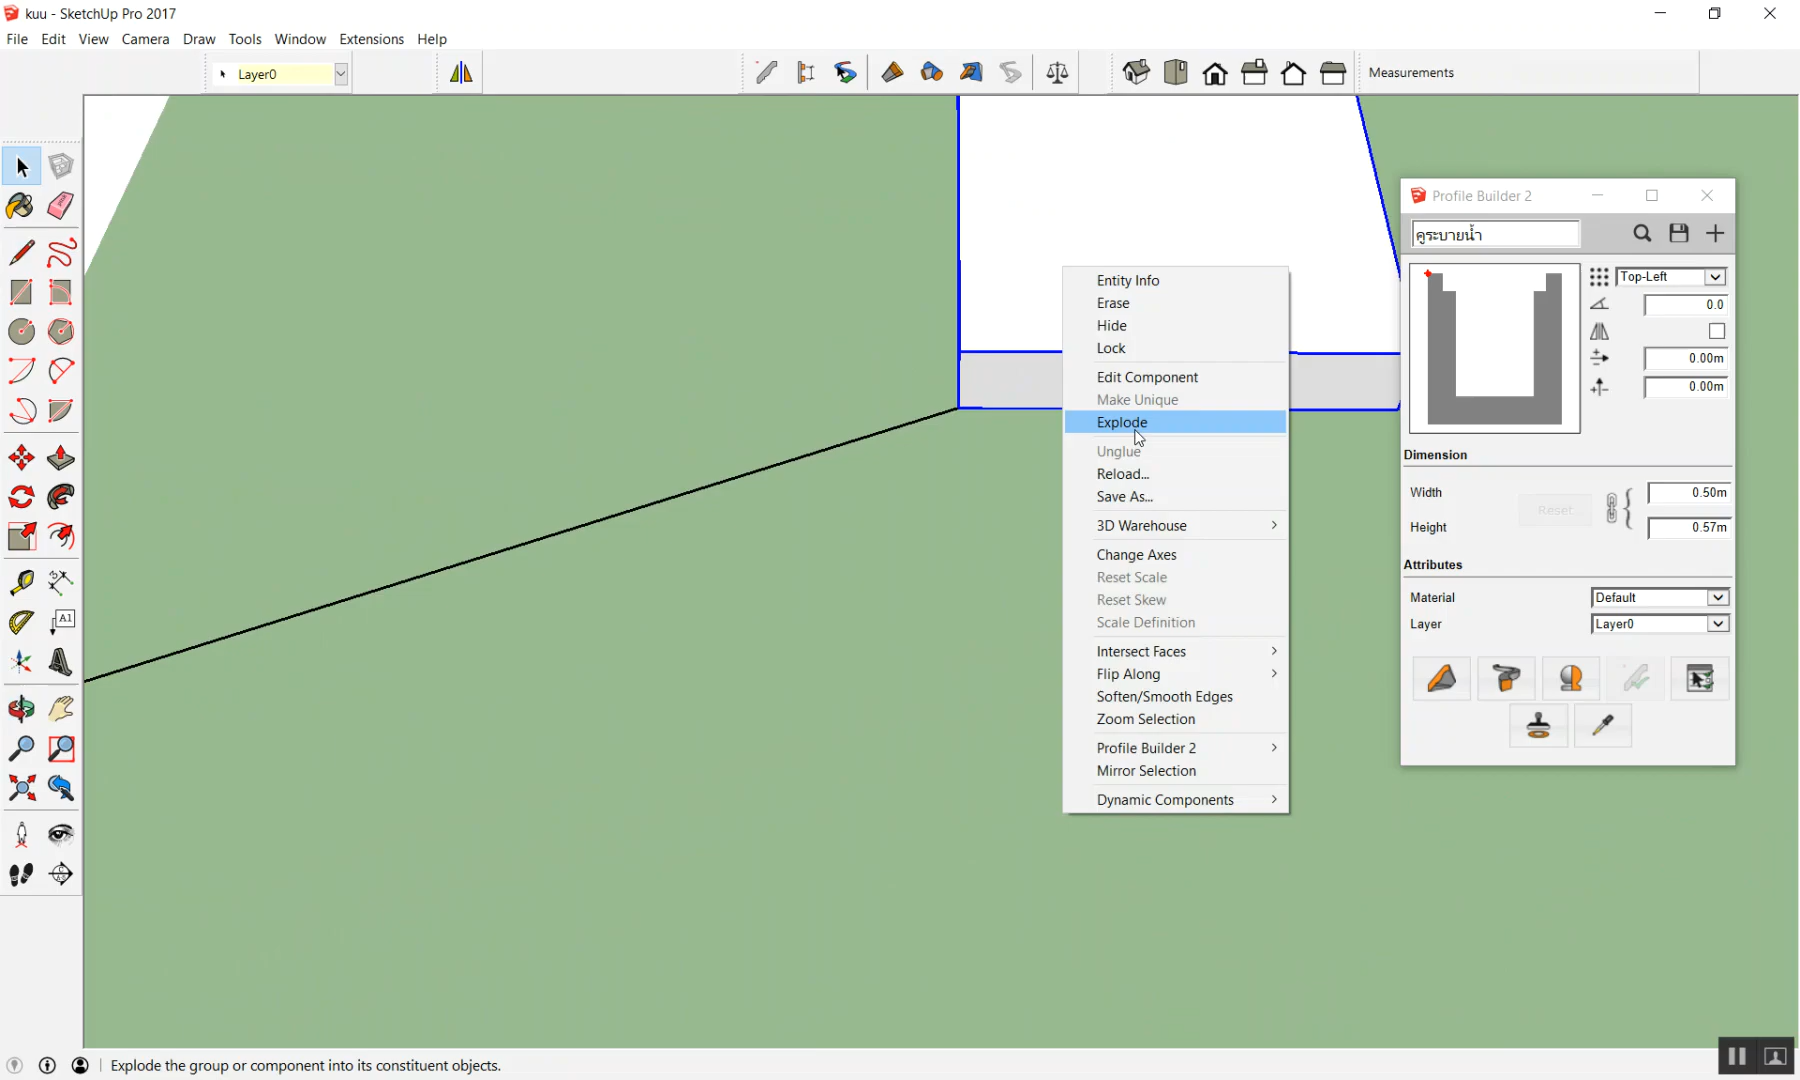 kuu - SketchUp Pro 2017
File Edit View Camera Draw Tools Window Extensions Help
Layer0
Measurements
A1
Entity Info
Erase
Hide
Lock
Edit Component
Make Unique
Explode
Unglue
Reload...
Save As...
3D Warehouse
Change Axes
Reset Scale
Reset Skew
Scale Definition
Intersect Faces
Flip Along
Soften/Smooth Edges
Zoom Selection
Profile Builder 2
Mirror Selection
Dynamic Components
Profile Builder 2
คูระบายน้ำ
Top-Left
0.0
0.00m
0.00m
Dimension
Width Reset 0.50m
Height 0.57m
Attributes
Material Default
Layer Layer0
Explode the group or component into its constituent objects.